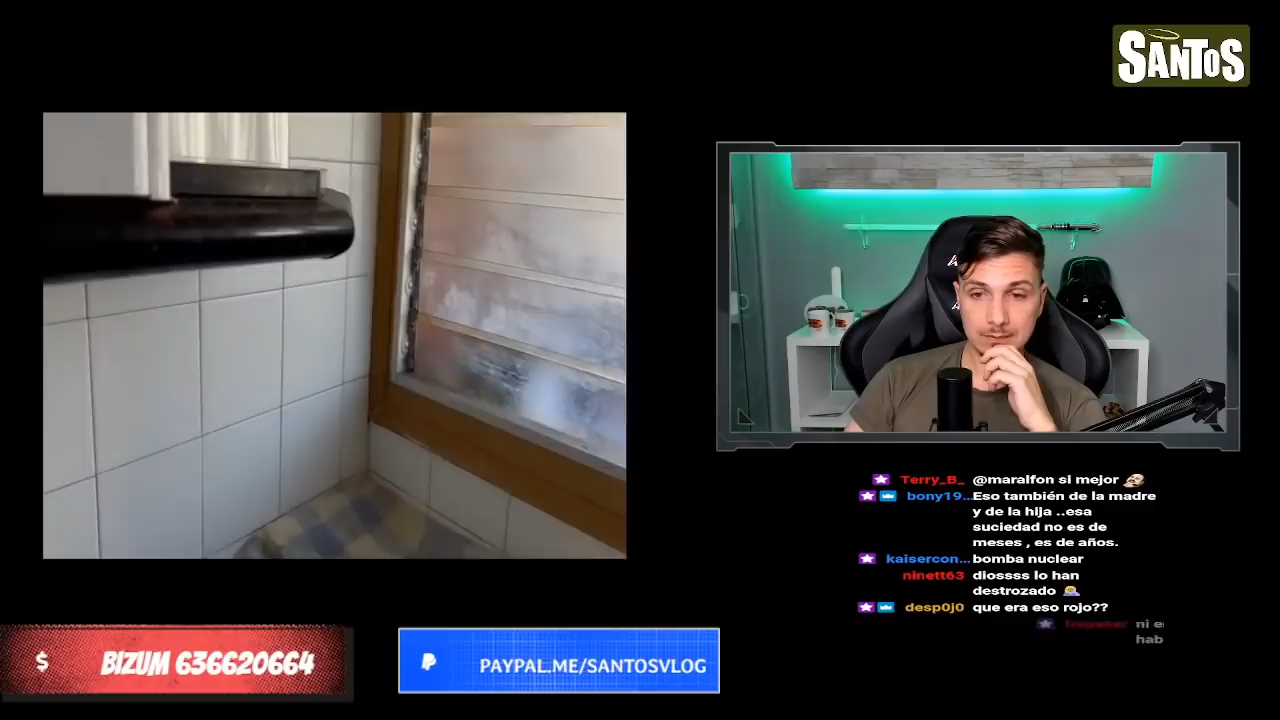 SANTOS
Terry_B_ @maralfon si mejor
bony19... Eso también de la madre
y de la hija ..esa
suciedad no es de
meses , es de años.
kaisercon... bomba nuclear
ninett63 diossss lo han
destrozado
desp0j0 que era eso rojo??
ni e
hab
$ BIZUM 636620664
PAYPAL.ME/SANTOSVLOG